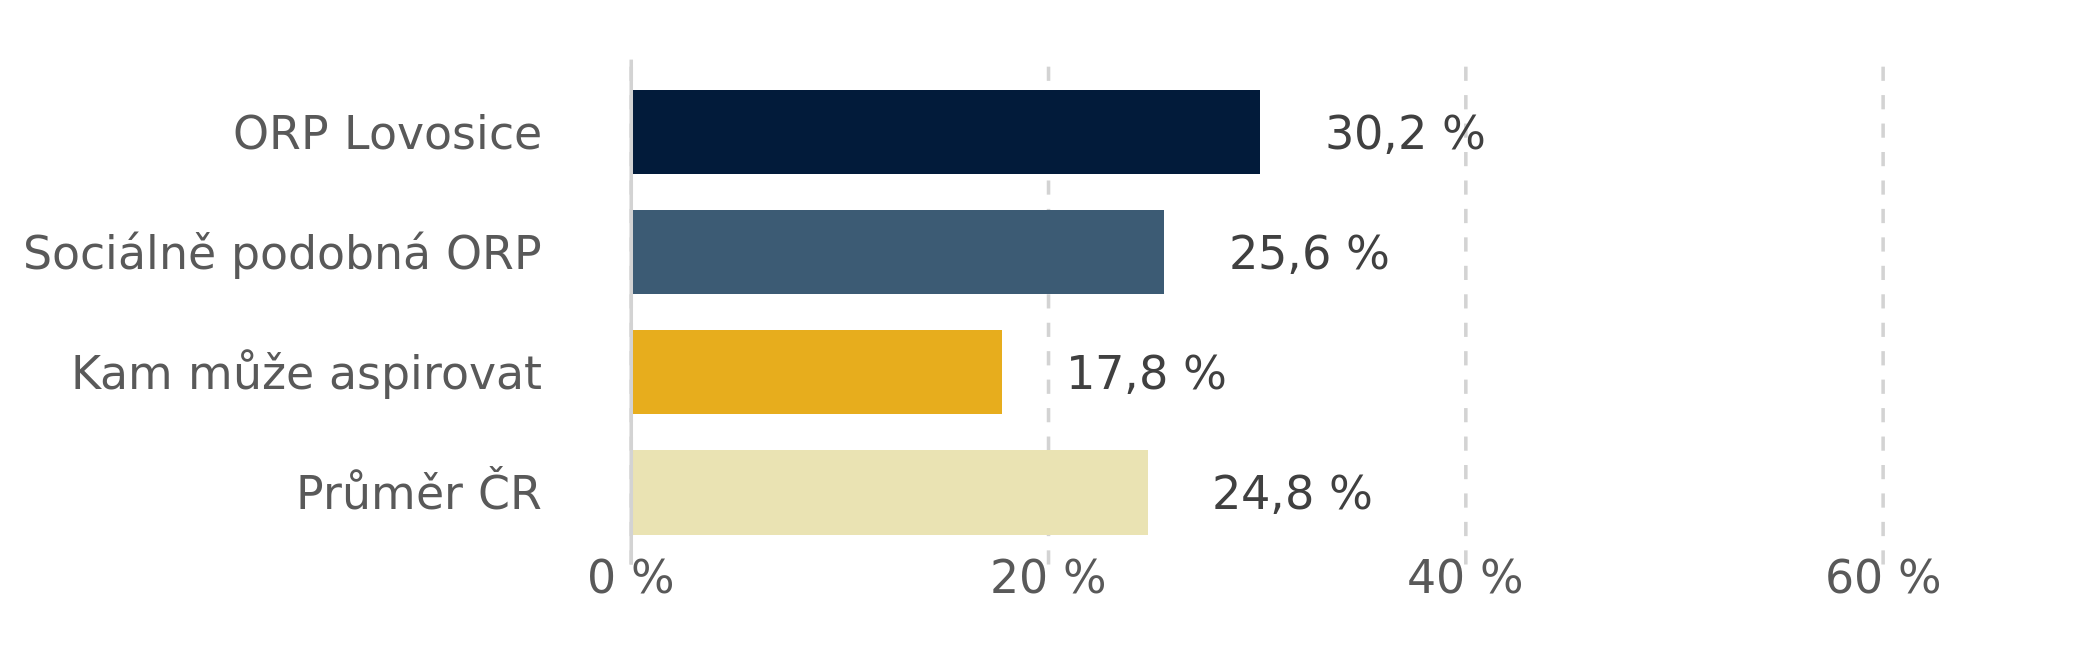 ORP Lovosice 30,2 %
Sociálně podobná ORP 25,6 %
Kam může aspirovat 17,8 %
Průměr ČR 24,8 %
0 % 20 % 40 % 60 %